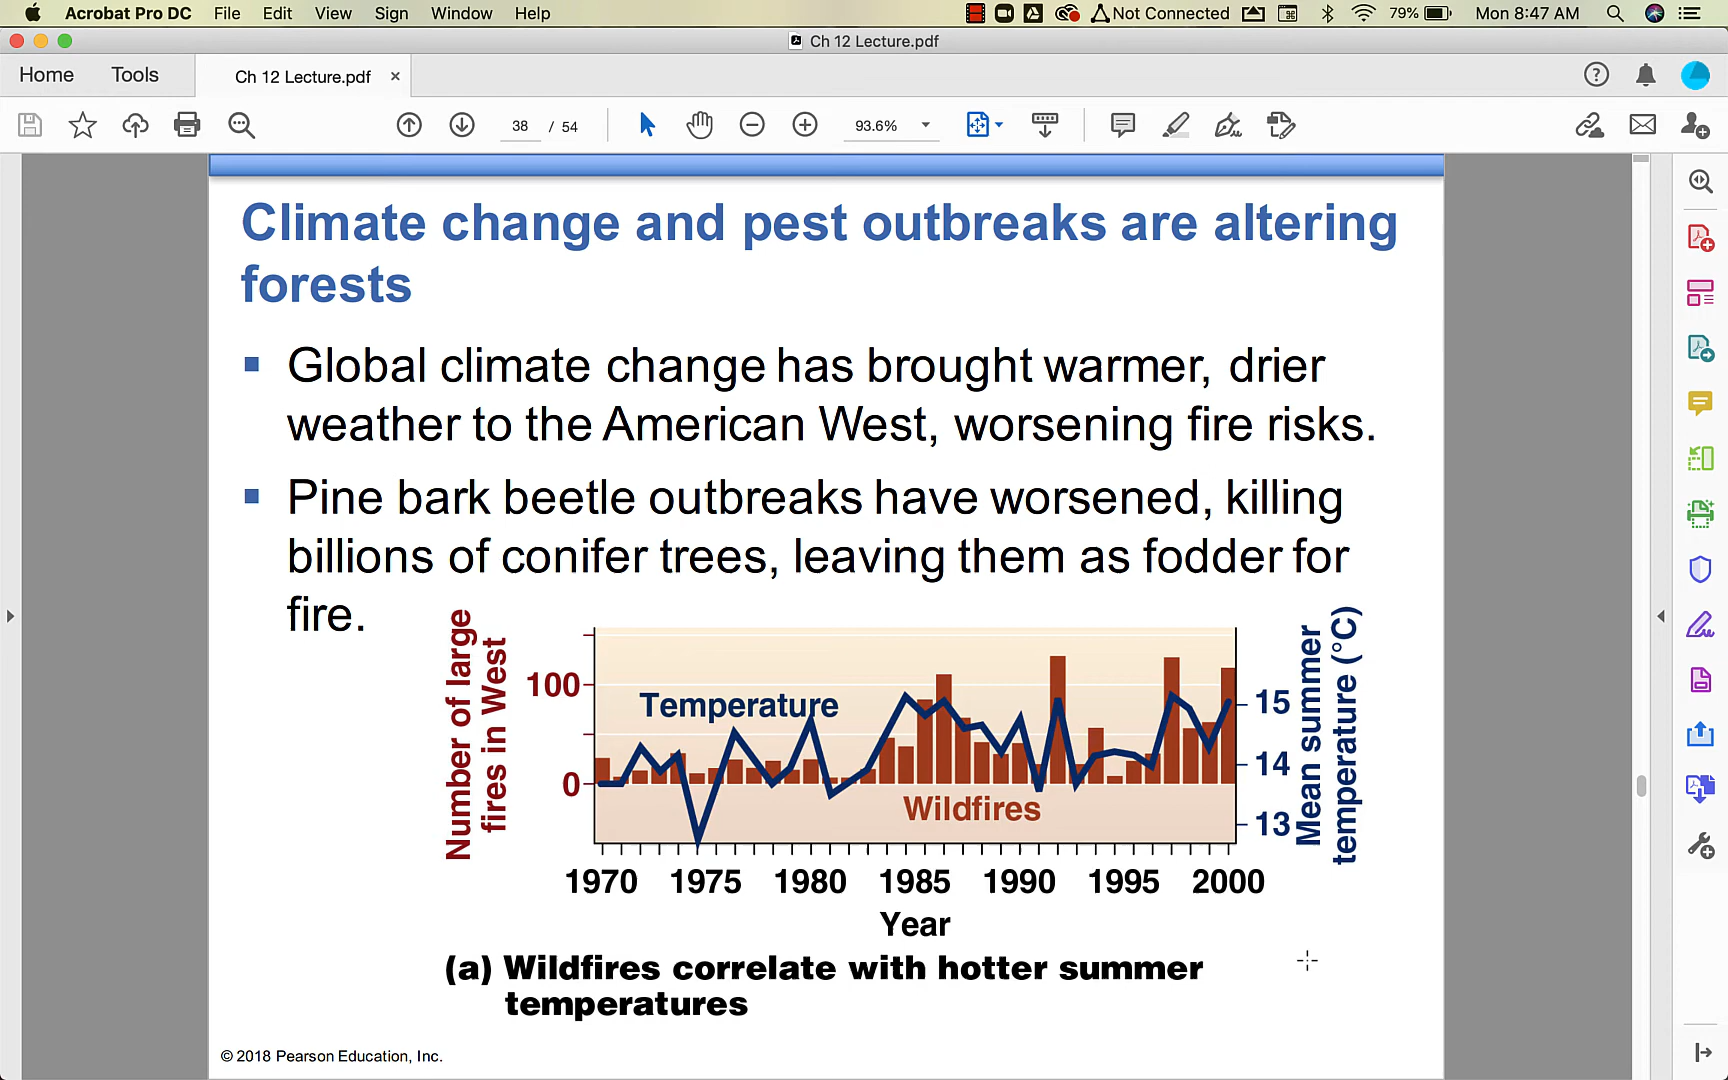 Acrobat Pro DC File Edit View Sign Window Help Not Connected 79% Mon 8:47 AM
Ch 12 Lecture.pdf
Home Tools Ch 12 Lecture.pdf ×
38 / 54 93.6%
Climate change and pest outbreaks are altering
forests
Global climate change has brought warmer, drier
weather to the American West, worsening fire risks.
Pine bark beetle outbreaks have worsened, killing
billions of conifer trees, leaving them as fodder for
fire.
Number of large
fires in West
100
0
Temperature
Wildfires
15
14
13
Mean summer
temperature (°C)
1970 1975 1980 1985 1990 1995 2000
Year
(a) Wildfires correlate with hotter summer
temperatures
© 2018 Pearson Education, Inc.